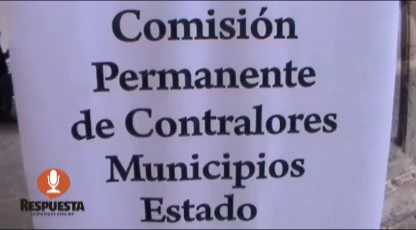 Comisión
Permanente
de Contralores
Municipios
Estado
RESPUESTA